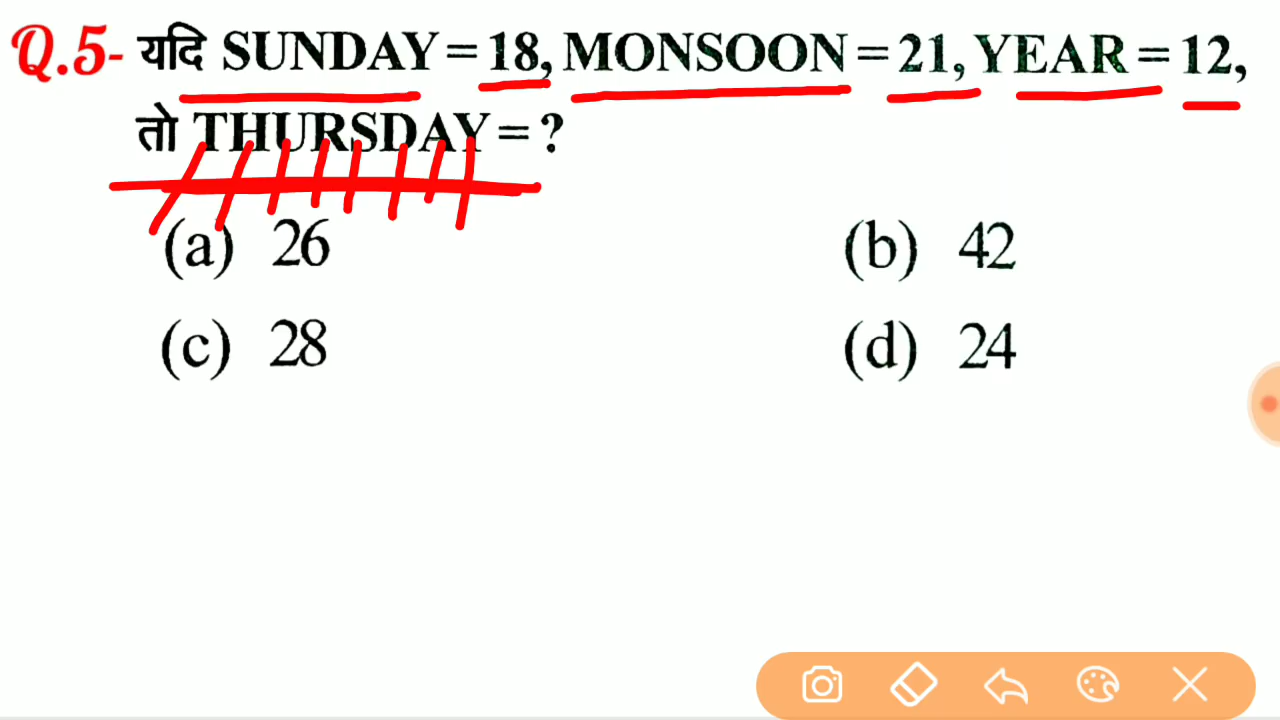 Q.5- यदि SUNDAY = 18, MONSOON = 21, YEAR = 12,
तो THURSDAY = ?
(a) 26 (b) 42
(c) 28 (d) 24